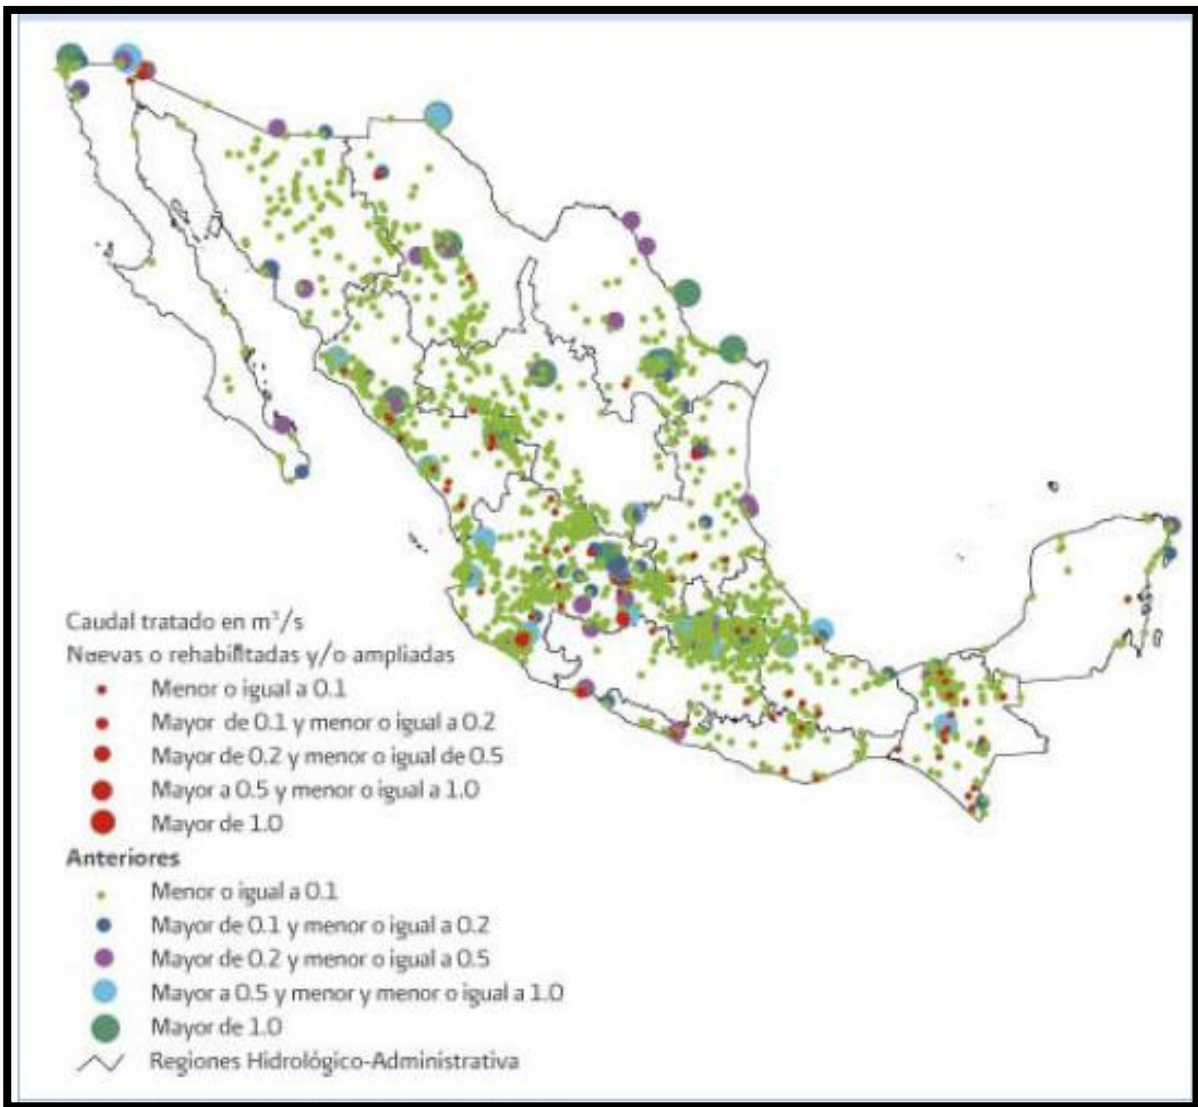 Caudal tratado en m³/s
Nuevas o rehabilitadas y/o ampliadas
Menor o igual a 0.1
Mayor de 0.1 y menor o igual a 0.2
Mayor de 0.2 y menor o igual de 0.5
Mayor a 0.5 y menor o igual a 1.0
Mayor de 1.0
Anteriores
Menor o igual a 0.1
Mayor de 0.1 y menor o igual a 0.2
Mayor de 0.2 y menor o igual a 0.5
Mayor a 0.5 y menor y menor o igual a 1.0
Mayor de 1.0
Regiones Hidrológico-Administrativa